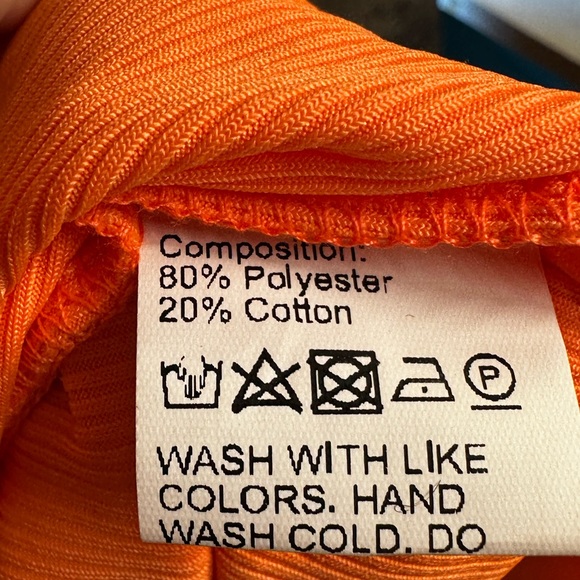 Composition:
80% Polyester
20% Cotton
P
WASH WITH LIKE
COLORS. HAND
WASH COLD. DO